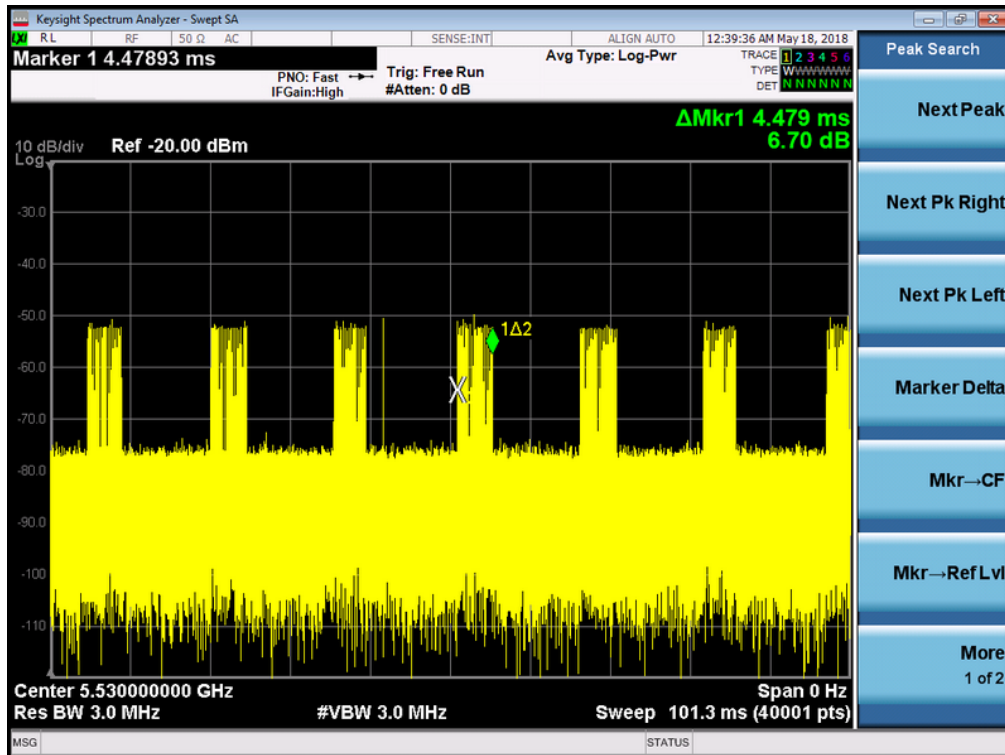 Keysight Spectrum Analyzer - Swept SA
LXI RL RF 50 Ω AC SENSE:INT ALIGN AUTO 12:39:36 AM May 18, 2018
Marker 1 4.47893 ms
PNO: Fast
IFGain:High
Trig: Free Run
#Atten: 0 dB
Avg Type: Log-Pwr
TRACE 1 2 3 4 5 6
TYPE WWWWWW
DET N N N N N N
ΔMkr1 4.479 ms
6.70 dB
10 dB/div Ref -20.00 dBm
Log
-30.0
-40.0
-50.0
1Δ2
-60.0
X
-70.0
-80.0
-90.0
-100
-110
Center 5.530000000 GHz Span 0 Hz
Res BW 3.0 MHz #VBW 3.0 MHz Sweep 101.3 ms (40001 pts)
MSG STATUS
Peak Search
Next Peak
Next Pk Right
Next Pk Left
Marker Delta
Mkr→CF
Mkr→Ref Lvl
More
1 of 2